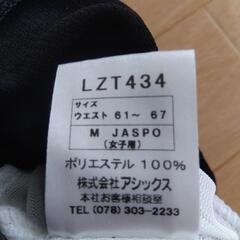 LZT434
サイズ
ウエスト 61～ 67
M JASPO
(女子用)
ポリエステル 100%
株式会社アシックス
本社お客様相談室
TEL (078) 303-2233